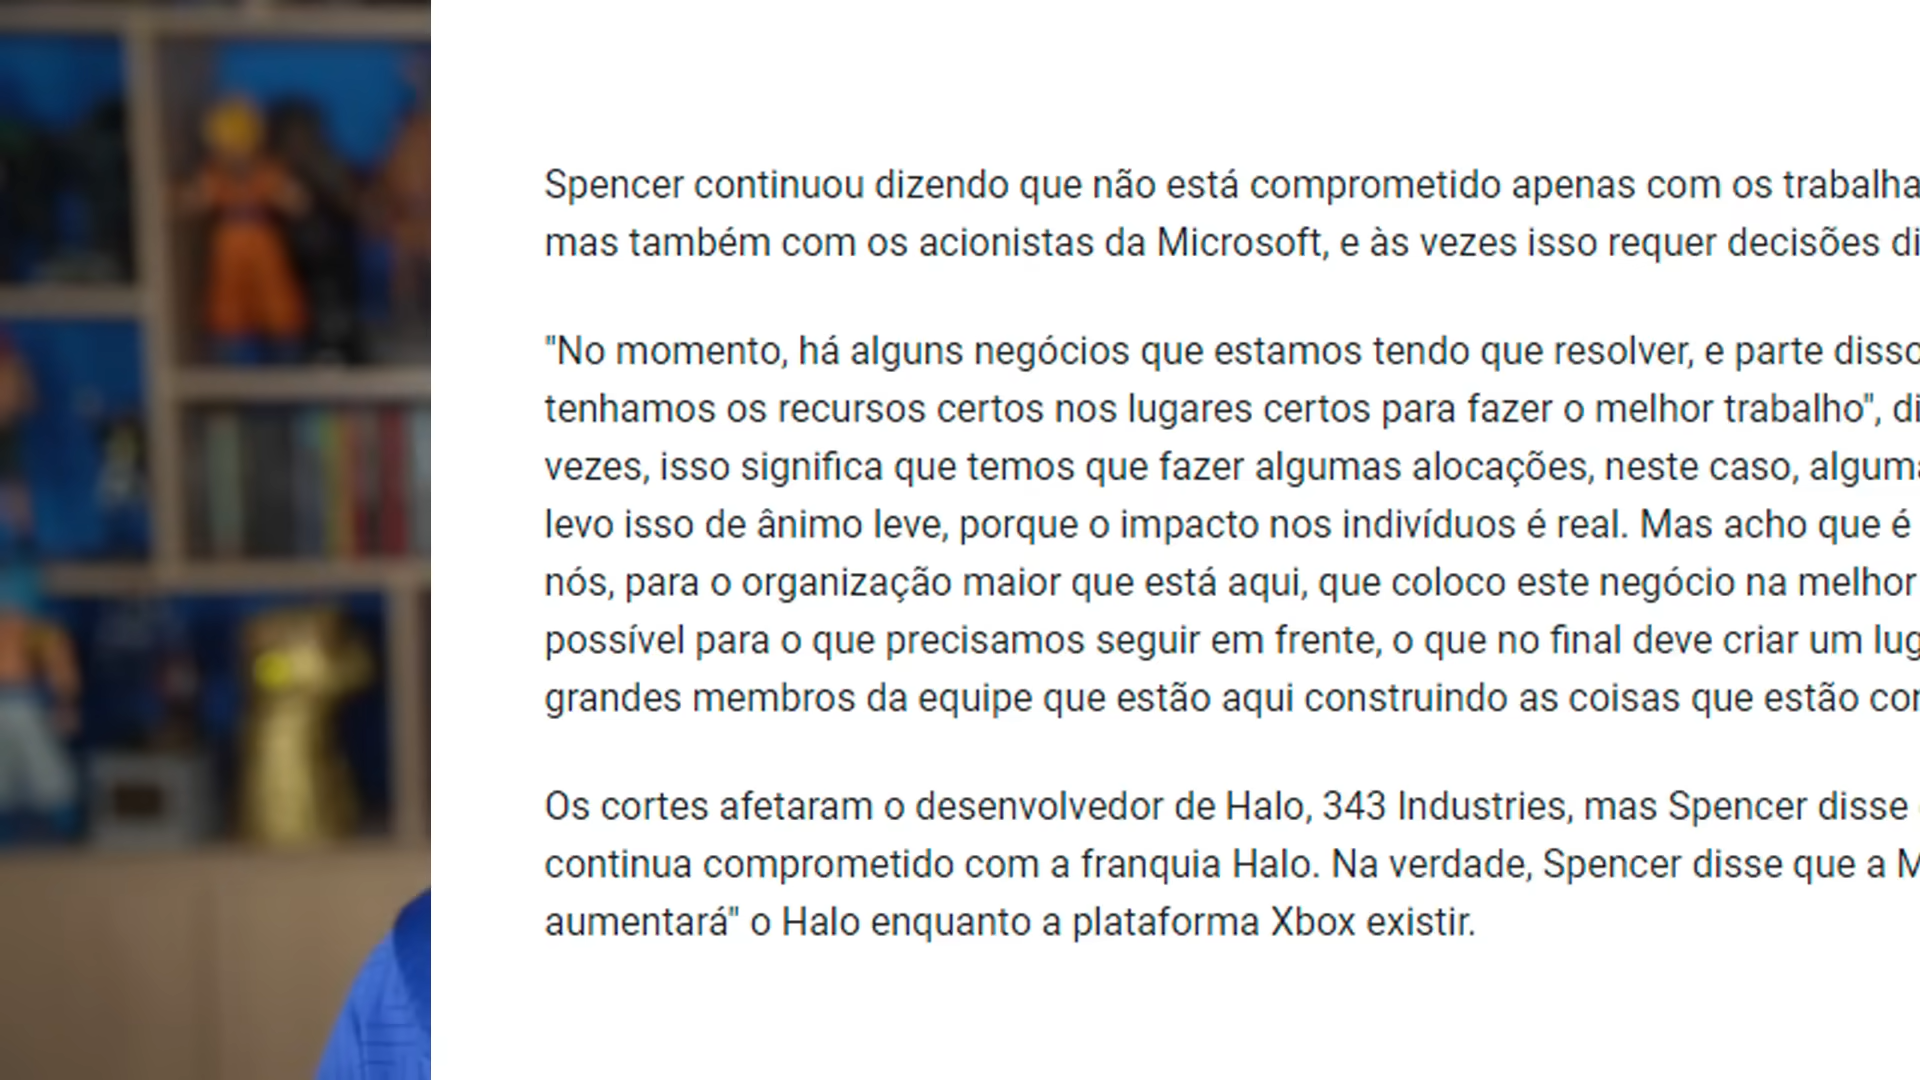 Spencer continuou dizendo que não está comprometido apenas com os
mas também com os acionistas da Microsoft, e às vezes isso requer decisões
"No momento, há alguns negócios que estamos tendo que resolver, e parte
tenhamos os recursos certos nos lugares certos para fazer o melhor trabalho",
vezes, isso significa que temos que fazer algumas alocações, neste caso,
levo isso de ânimo leve, porque o impacto nos indivíduos é real. Mas acho que é
nós, para o organização maior que está aqui, que coloco este negócio na melhor
possível para o que precisamos seguir em frente, o que no final deve criar um
grandes membros da equipe que estão aqui construindo as coisas que estão
Os cortes afetaram o desenvolvedor de Halo, 343 Industries, mas Spencer disse
continua comprometido com a franquia Halo. Na verdade, Spencer disse que a
aumentará" o Halo enquanto a plataforma Xbox existir.